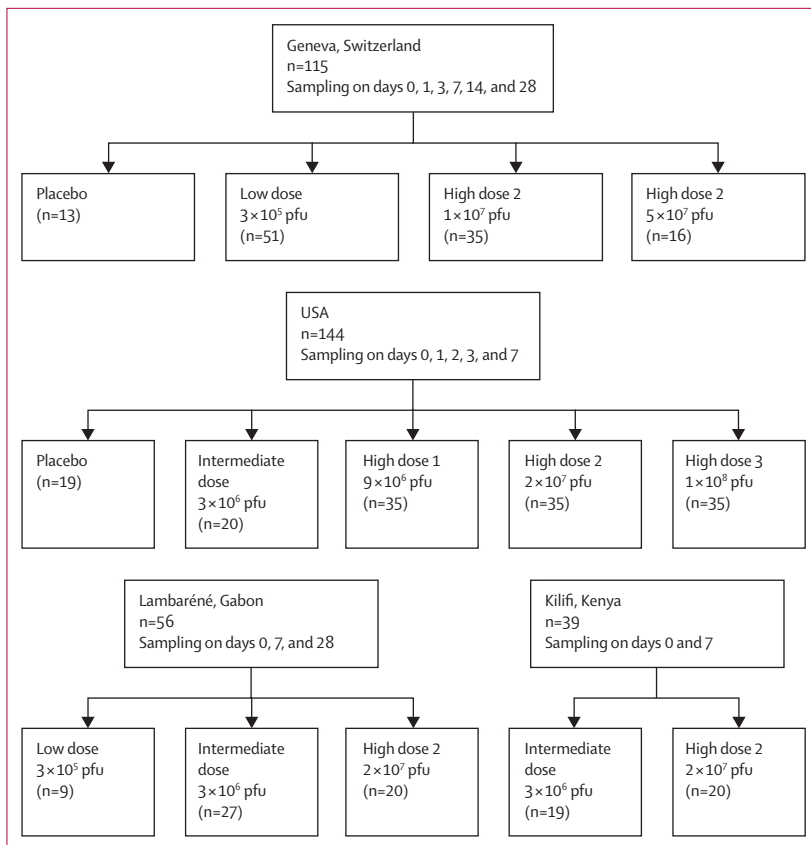 Geneva, Switzerland
n=115
Sampling on days 0, 1, 3, 7, 14, and 28
Placebo
(n=13)
Low dose
3×10⁵ pfu
(n=51)
High dose 2
1×10⁷ pfu
(n=35)
High dose 2
5×10⁷ pfu
(n=16)
USA
n=144
Sampling on days 0, 1, 2, 3, and 7
Placebo
(n=19)
Intermediate
dose
3×10⁶ pfu
(n=20)
High dose 1
9×10⁶ pfu
(n=35)
High dose 2
2×10⁷ pfu
(n=35)
High dose 3
1×10⁸ pfu
(n=35)
Lambaréné, Gabon
n=56
Sampling on days 0, 7, and 28
Kilifi, Kenya
n=39
Sampling on days 0 and 7
Low dose
3×10⁵ pfu
(n=9)
Intermediate
dose
3×10⁶ pfu
(n=27)
High dose 2
2×10⁷ pfu
(n=20)
Intermediate
dose
3×10⁶ pfu
(n=19)
High dose 2
2×10⁷ pfu
(n=20)